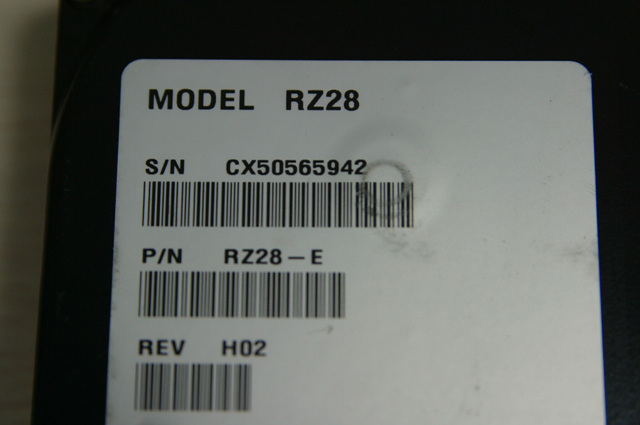 MODEL RZ28
S/N CX50565942
P/N RZ28-E
REV H02